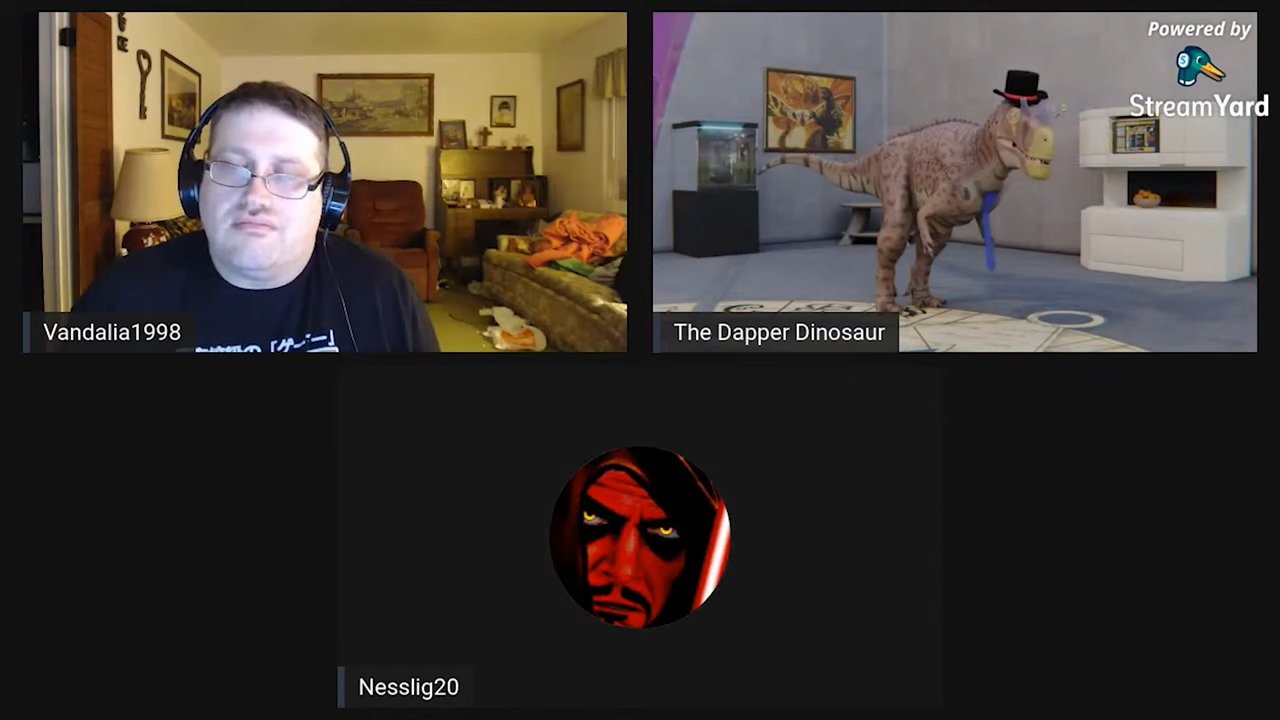 Powered by
StreamYard
Vandalia1998
The Dapper Dinosaur
Nesslig20